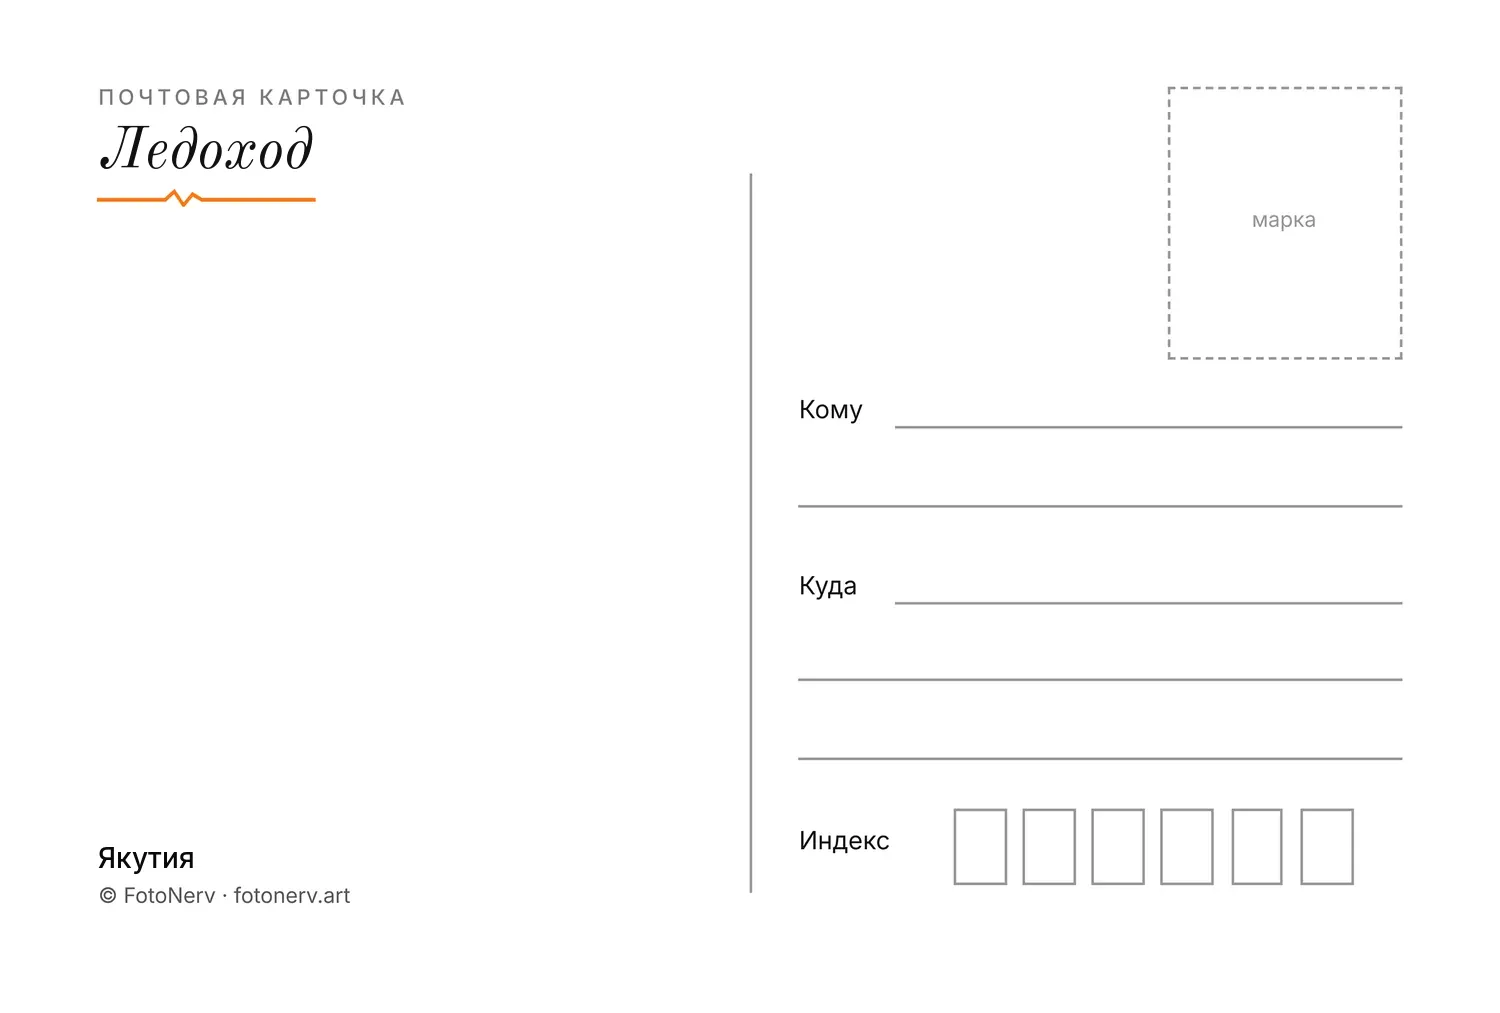 ПОЧТОВАЯ КАРТОЧКА
Ледоход
марка
Кому
Куда
Индекс
Якутия
© FotoNerv · fotonerv.art